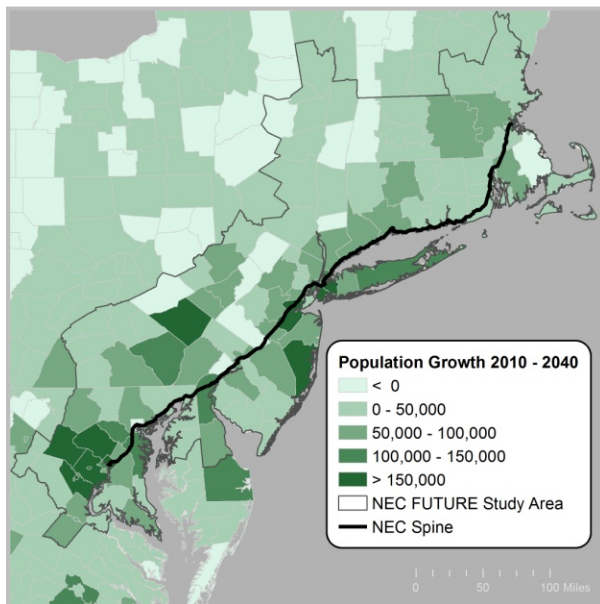 Population Growth 2010 - 2040
< 0
0 - 50,000
50,000 - 100,000
100,000 - 150,000
> 150,000
NEC FUTURE Study Area
NEC Spine
0 50 100 Miles